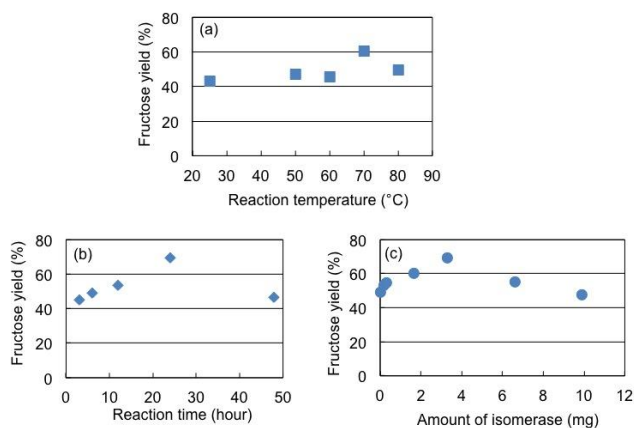 (a)
Fructose yield (%)
80
60
40
20
0
20 30 40 50 60 70 80 90
Reaction temperature (°C)
(b)
Fructose yield (%)
80
60
40
20
0
0 10 20 30 40 50
Reaction time (hour)
(c)
Fructose yield (%)
80
60
40
20
0
0 2 4 6 8 10 12
Amount of isomerase (mg)